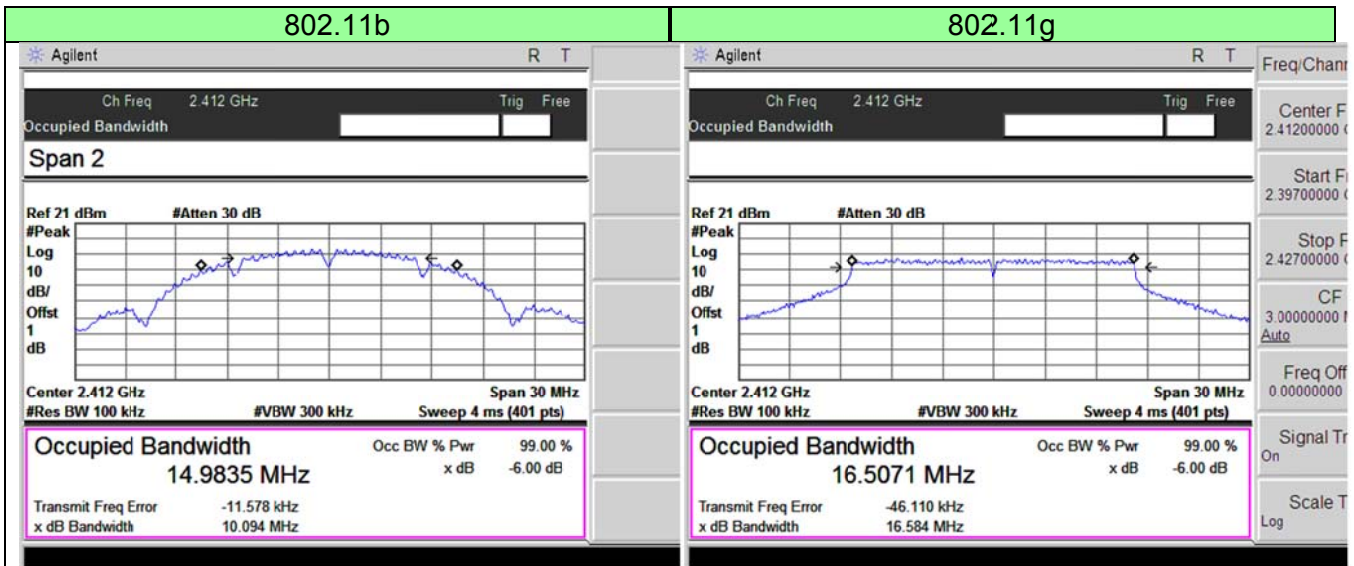 802.11b
Agilent R T
Ch Freq 2.412 GHz Trig Free
Occupied Bandwidth
Span 2
Ref 21 dBm #Atten 30 dB
#Peak
Log
10
dB/
Offst
1
dB
Center 2.412 GHz Span 30 MHz
#Res BW 100 kHz #VBW 300 kHz Sweep 4 ms (401 pts)
Occupied Bandwidth Occ BW % Pwr 99.00 %
14.9835 MHz x dB -6.00 dB
Transmit Freq Error -11.578 kHz
x dB Bandwidth 10.094 MHz
802.11g
Agilent R T
Ch Freq 2.412 GHz Trig Free
Occupied Bandwidth
Ref 21 dBm #Atten 30 dB
#Peak
Log
10
dB/
Offst
1
dB
Center 2.412 GHz Span 30 MHz
#Res BW 100 kHz #VBW 300 kHz Sweep 4 ms (401 pts)
Occupied Bandwidth Occ BW % Pwr 99.00 %
16.5071 MHz x dB -6.00 dB
Transmit Freq Error -46.110 kHz
x dB Bandwidth 16.584 MHz
Freq/Chann
Center F
2.41200000
Start F
2.39700000
Stop F
2.42700000
CF
3.00000000
Auto
Freq Off
0.00000000
Signal Tr
On
Scale T
Log